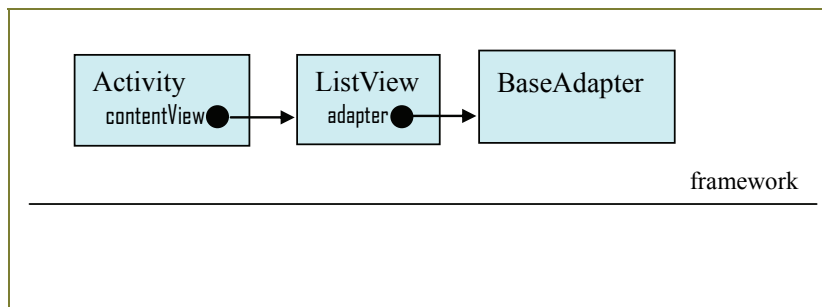 Activity
contentView
ListView
adapter
BaseAdapter
framework